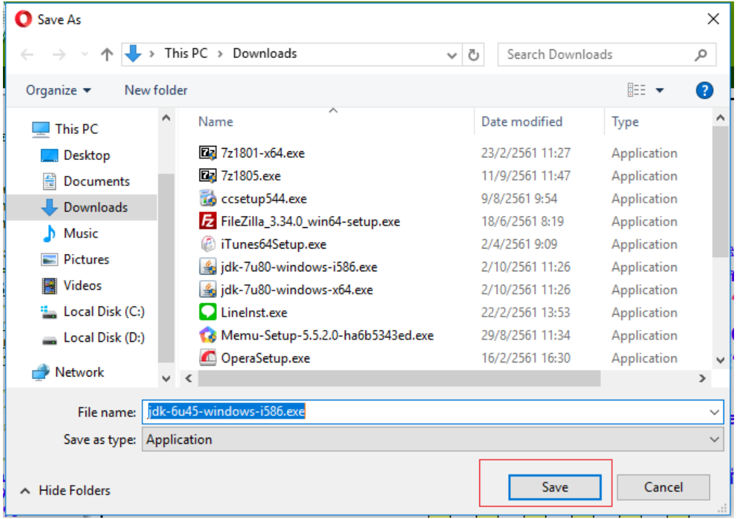 Save As
This PC > Downloads
Search Downloads
Organize
New folder
?
This PC
Desktop
Documents
Downloads
Music
Pictures
Videos
Local Disk (C:)
Local Disk (D:)
Network
Name Date modified Type
7z1801-x64.exe 23/2/2561 11:27 Application
7z1805.exe 11/9/2561 11:47 Application
ccsetup544.exe 9/8/2561 9:54 Application
FileZilla_3.34.0_win64-setup.exe 18/6/2561 8:19 Application
iTunes64Setup.exe 2/4/2561 9:09 Application
jdk-7u80-windows-i586.exe 2/10/2561 11:26 Application
jdk-7u80-windows-x64.exe 2/10/2561 11:26 Application
LineInst.exe 22/2/2561 13:53 Application
Memu-Setup-5.5.2.0-ha6b5343ed.exe 29/8/2561 11:34 Application
OperaSetup.exe 16/2/2561 16:30 Application
File name: jdk-6u45-windows-i586.exe
Save as type: Application
Hide Folders
Save
Cancel